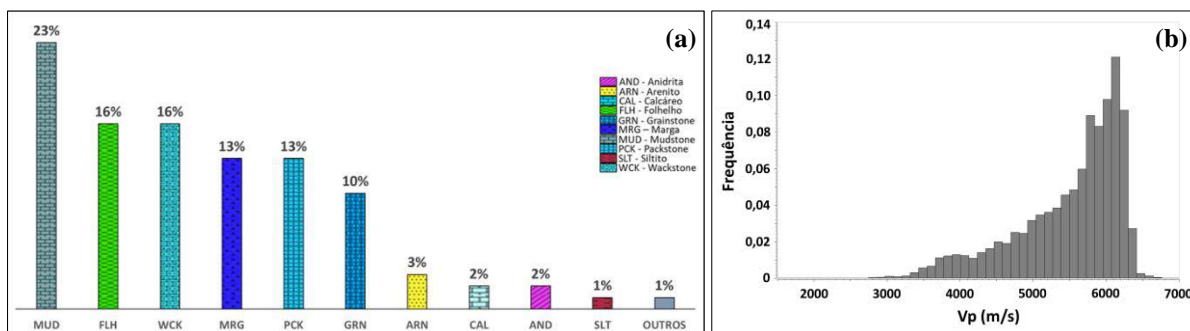 (a)
23%
16%
16%
13%
13%
10%
3%
2%
2%
1%
1%
AND - Anidrita
ARN - Arenito
CAL - Calcáreo
FLH - Folhelho
GRN - Grainstone
MRG – Marga
MUD - Mudstone
PCK - Packstone
SLT - Siltito
WCK - Wackstone
MUD FLH WCK MRG PCK GRN ARN CAL AND SLT OUTROS
(b)
0,14
0,12
0,10
0,08
0,06
0,04
0,02
0
Frequência
2000 3000 4000 5000 6000 7000
Vp (m/s)